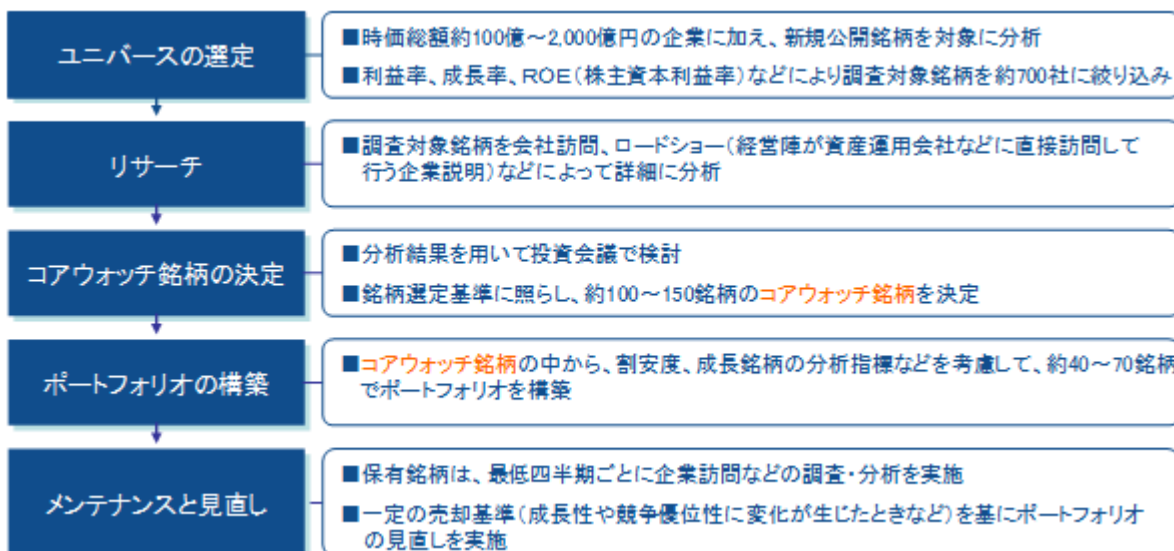 ユニバースの選定
■時価総額約100億～2,000億円の企業に加え、新規公開銘柄を対象に分析
■利益率、成長率、ROE(株主資本利益率)などにより調査対象銘柄を約700社に絞り込み
リサーチ
■調査対象銘柄を会社訪問、ロードショー(経営陣が資産運用会社などに直接訪問して
行う企業説明)などによって詳細に分析
コアウォッチ銘柄の決定
■分析結果を用いて投資会議で検討
■銘柄選定基準に照らし、約100～150銘柄のコアウォッチ銘柄を決定
ポートフォリオの構築
■コアウォッチ銘柄の中から、割安度、成長銘柄の分析指標などを考慮して、約40～70銘柄
でポートフォリオを構築
メンテナンスと見直し
■保有銘柄は、最低四半期ごとに企業訪問などの調査・分析を実施
■一定の売却基準(成長性や競争優位性に変化が生じたときなど)を基にポートフォリオ
の見直しを実施